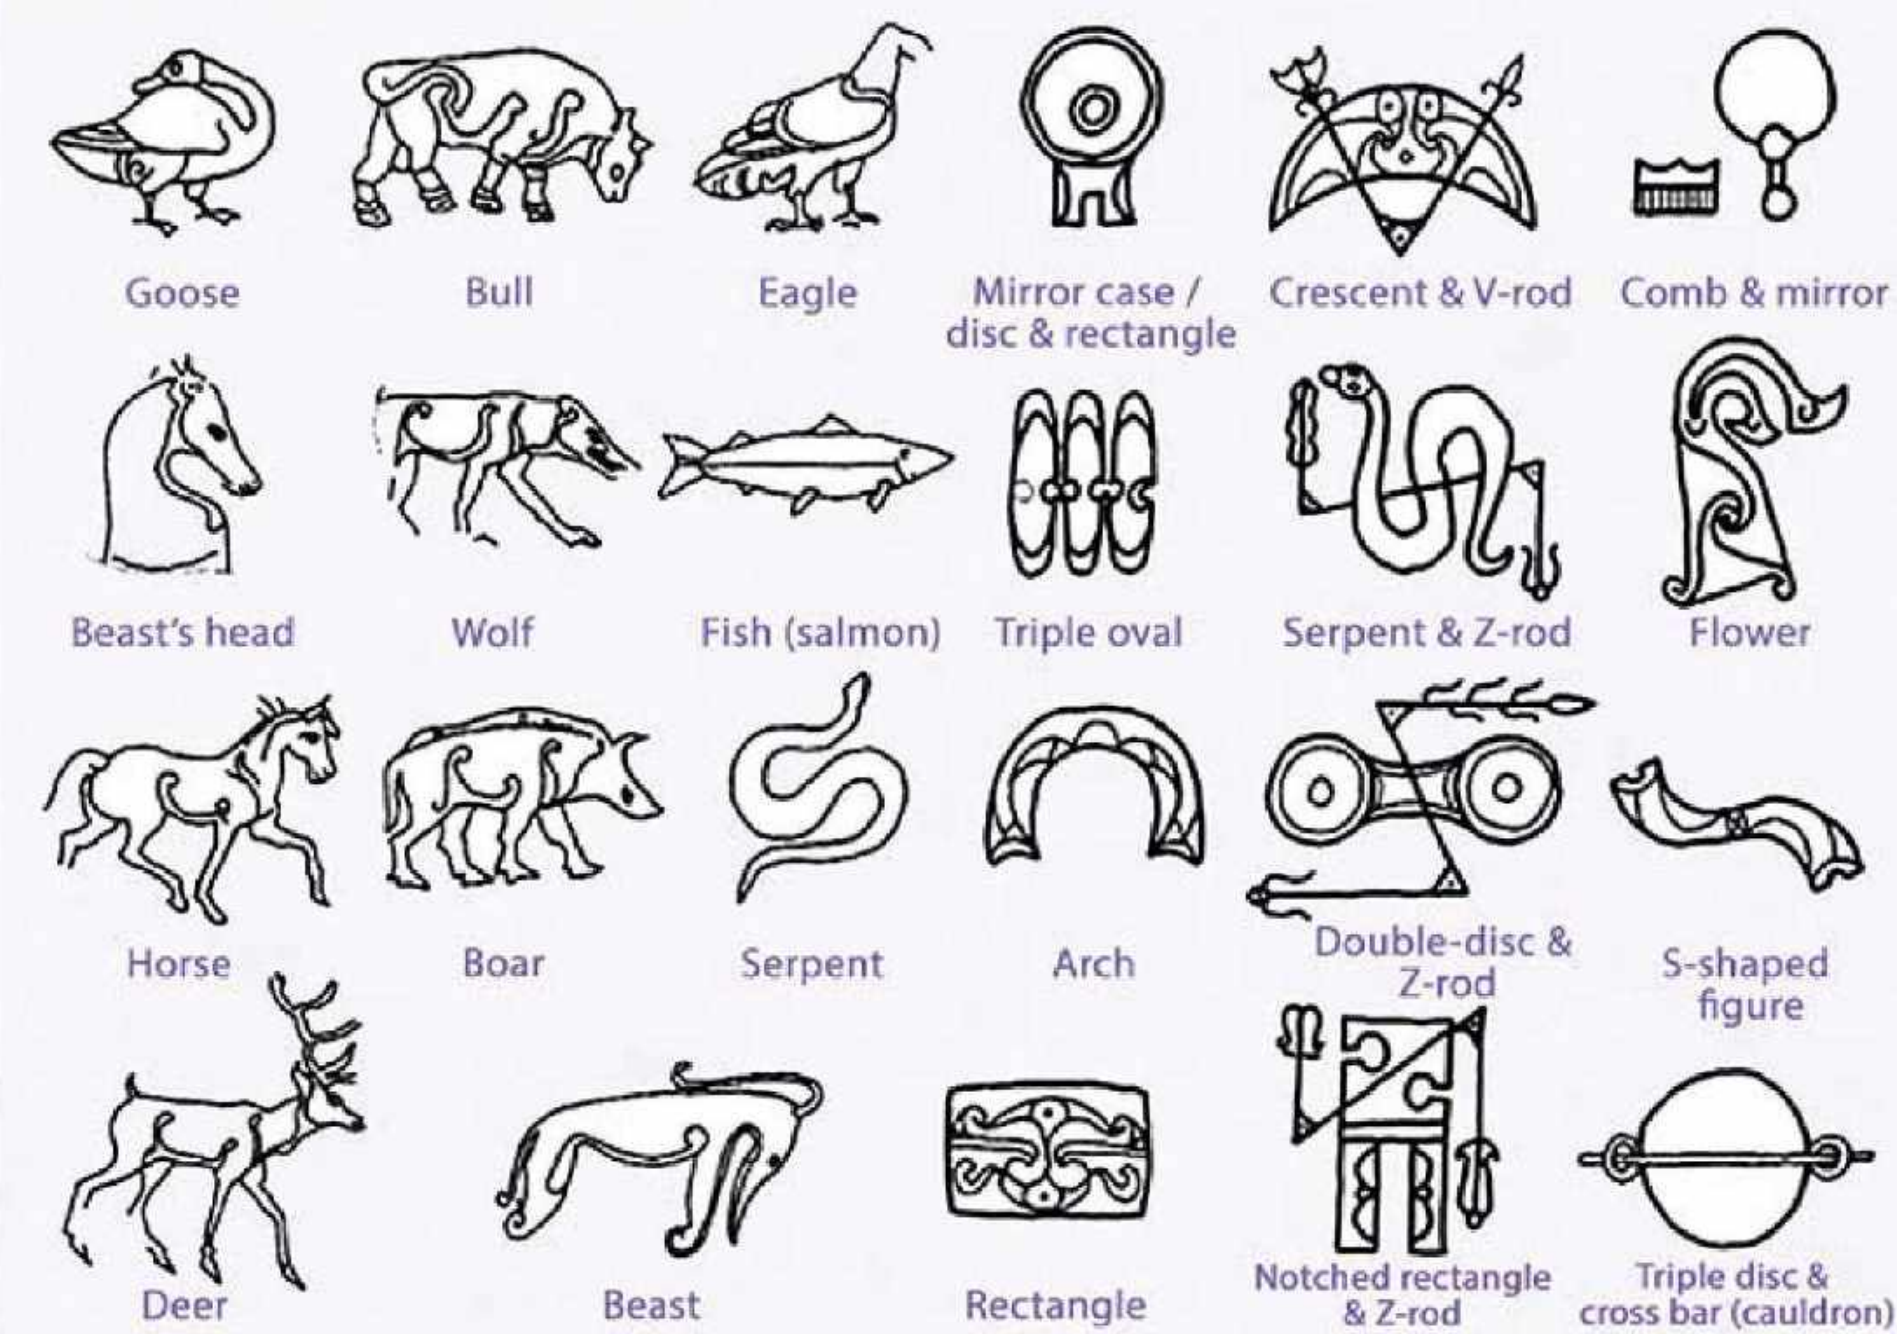 Goose
Bull
Eagle
Mirror case /
disc & rectangle
Crescent & V-rod
Comb & mirror
Beast's head
Wolf
Fish (salmon)
Triple oval
Serpent & Z-rod
Flower
Horse
Boar
Serpent
Arch
Double-disc &
Z-rod
S-shaped
figure
Deer
Beast
Rectangle
Notched rectangle
& Z-rod
Triple disc &
cross bar (cauldron)